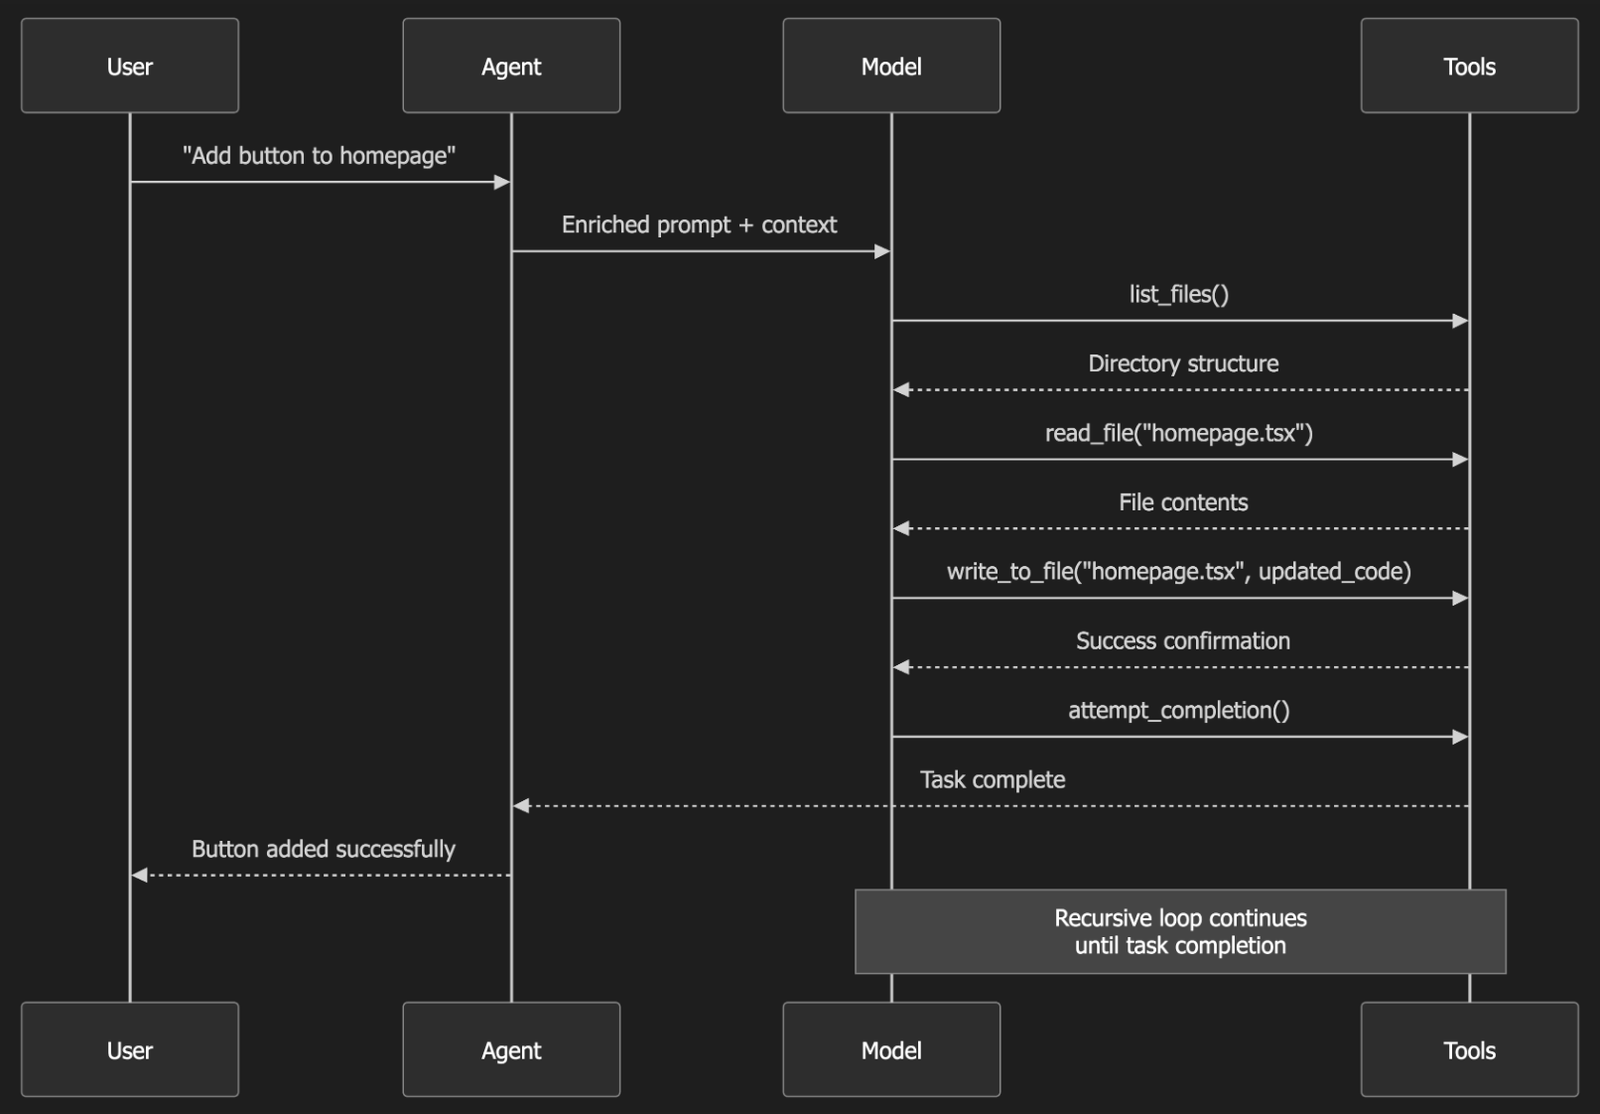 User
Agent
Model
Tools
"Add button to homepage"
Enriched prompt + context
list_files()
Directory structure
read_file("homepage.tsx")
File contents
write_to_file("homepage.tsx", updated_code)
Success confirmation
attempt_completion()
Task complete
Button added successfully
Recursive loop continues
until task completion
User
Agent
Model
Tools